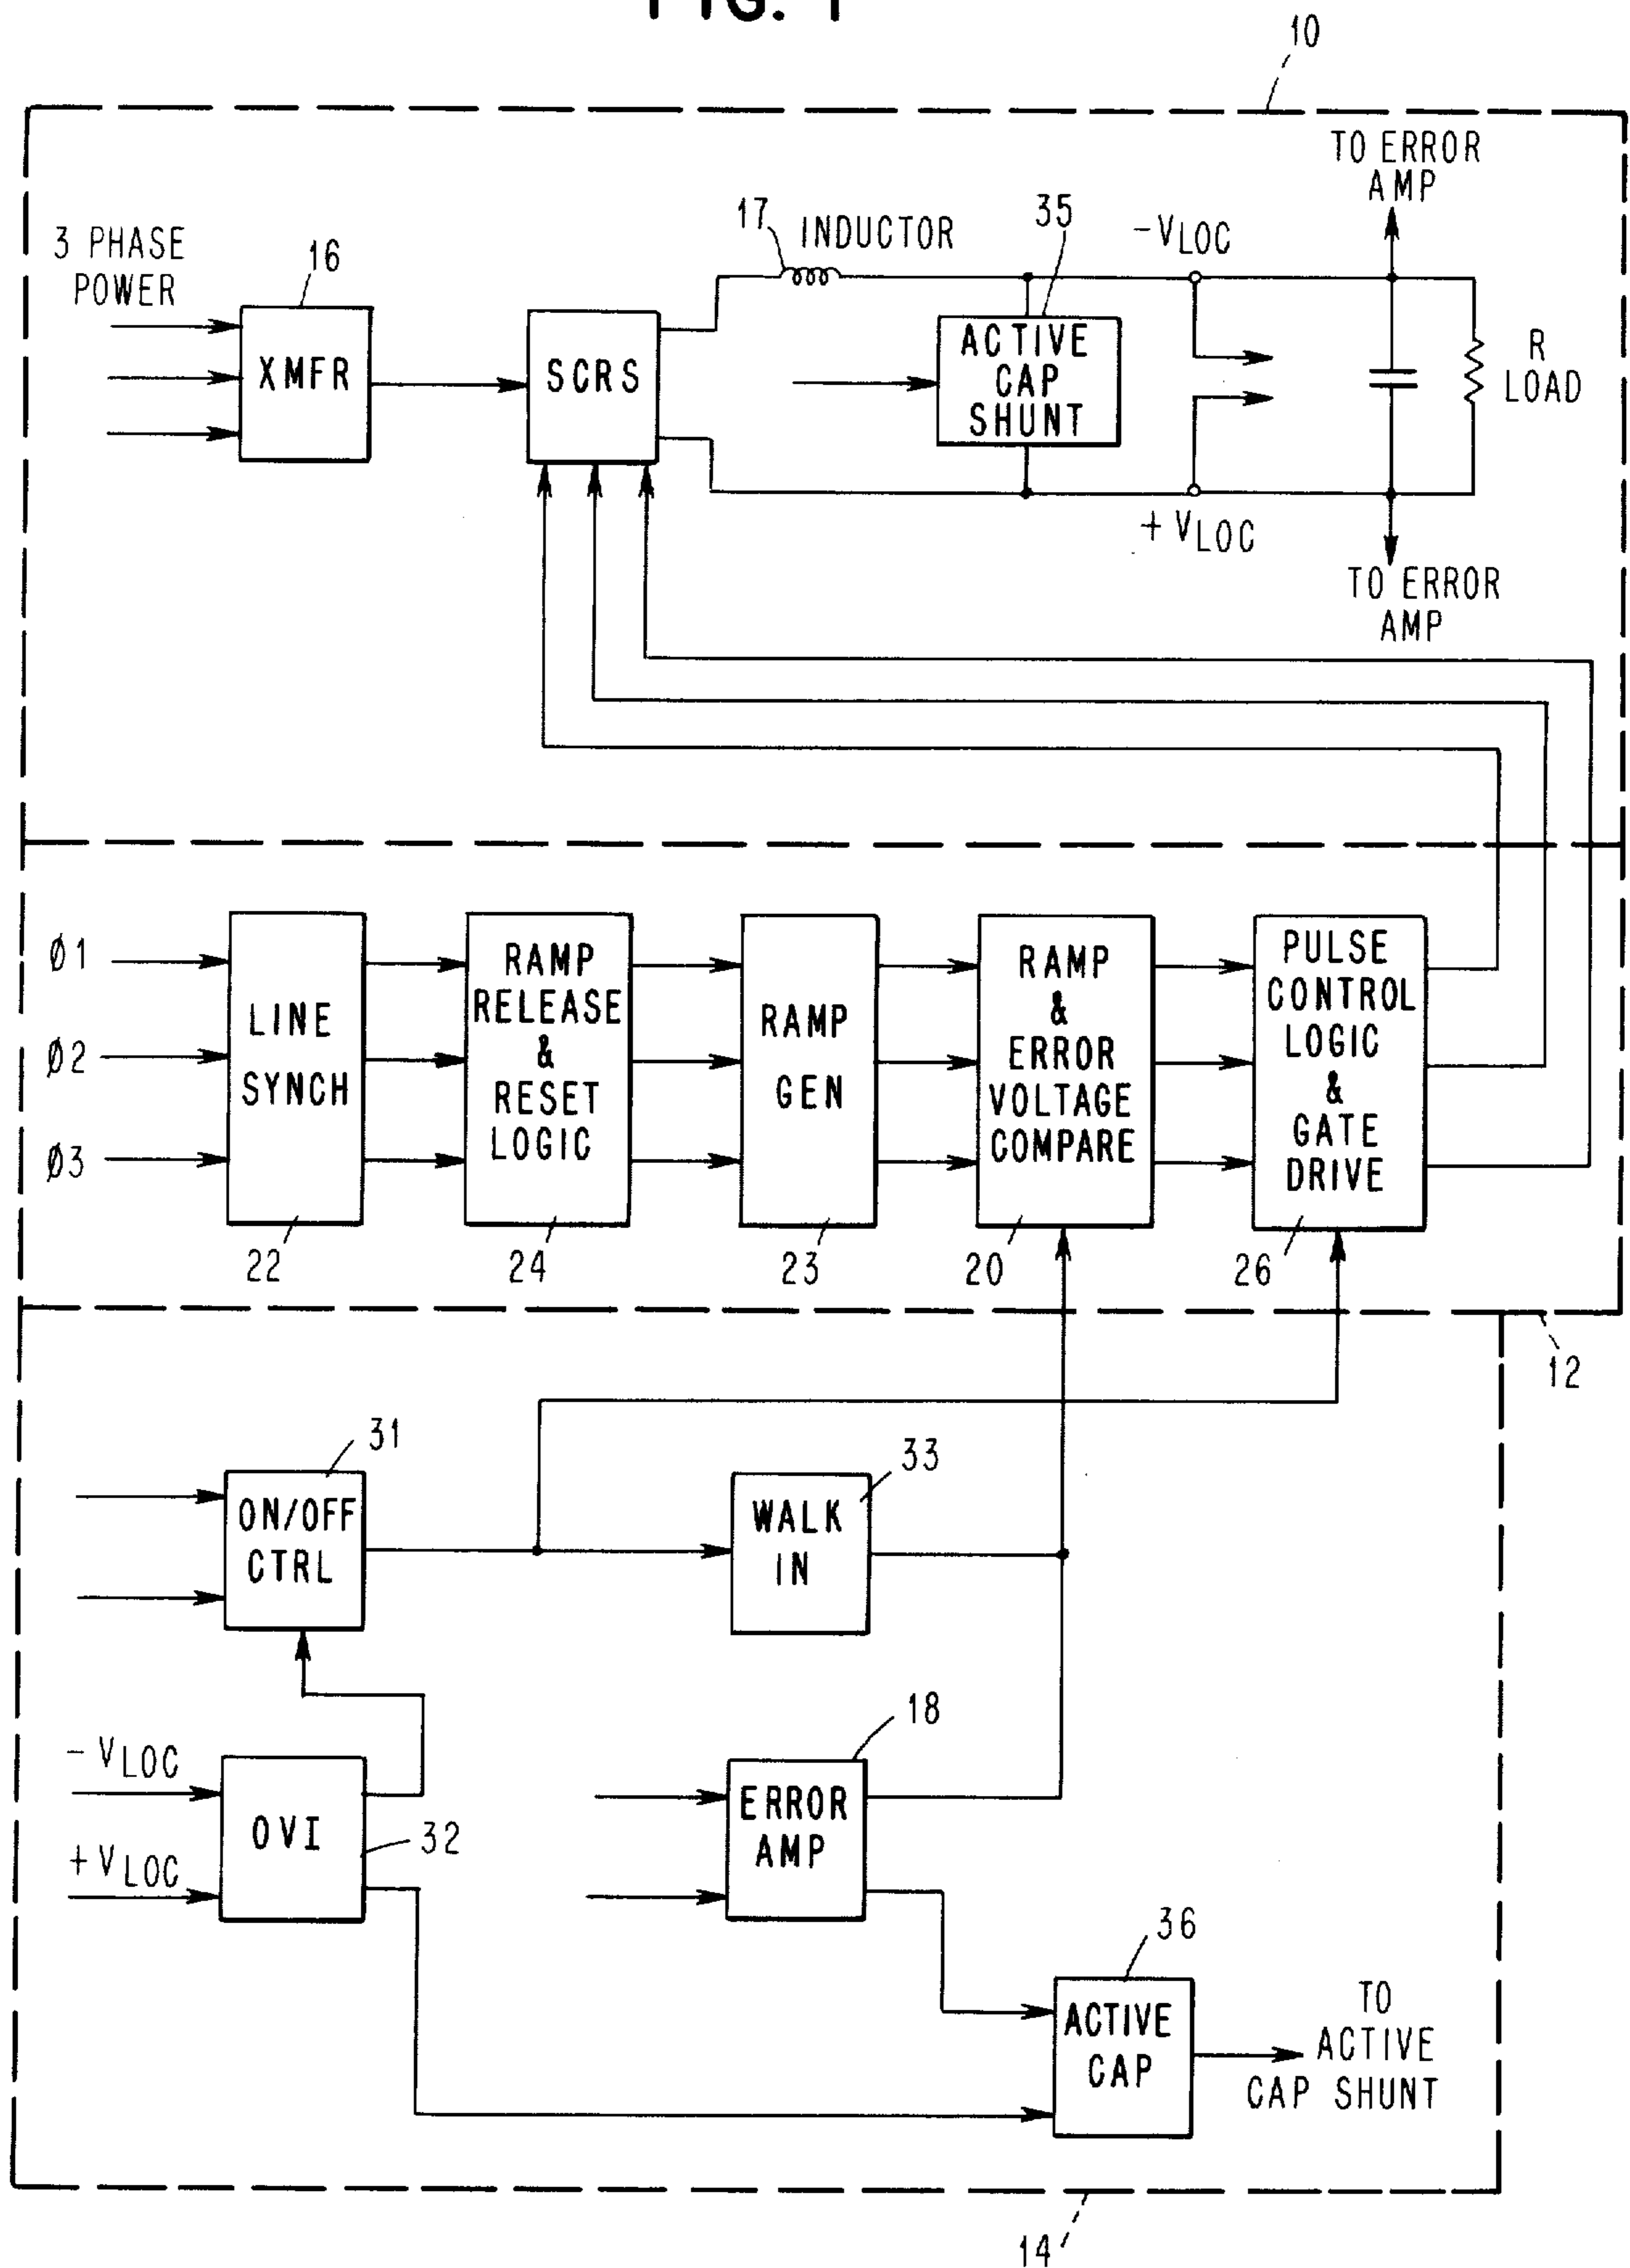 FIG. 1
10
TO ERROR
AMP
3 PHASE
POWER
16
17 INDUCTOR
35
-VLOC
XMFR
SCRS
ACTIVE
CAP
SHUNT
R
LOAD
+VLOC
TO ERROR
AMP
Ø1
Ø2
Ø3
LINE
SYNCH
RAMP
RELEASE
&
RESET
LOGIC
RAMP
GEN
RAMP
&
ERROR
VOLTAGE
COMPARE
PULSE
CONTROL
LOGIC
&
GATE
DRIVE
22
24
23
20
26
12
31
33
ON/OFF
CTRL
WALK
IN
18
-VLOC
+VLOC
OVI
32
ERROR
AMP
36
ACTIVE
CAP
TO
ACTIVE
CAP SHUNT
14